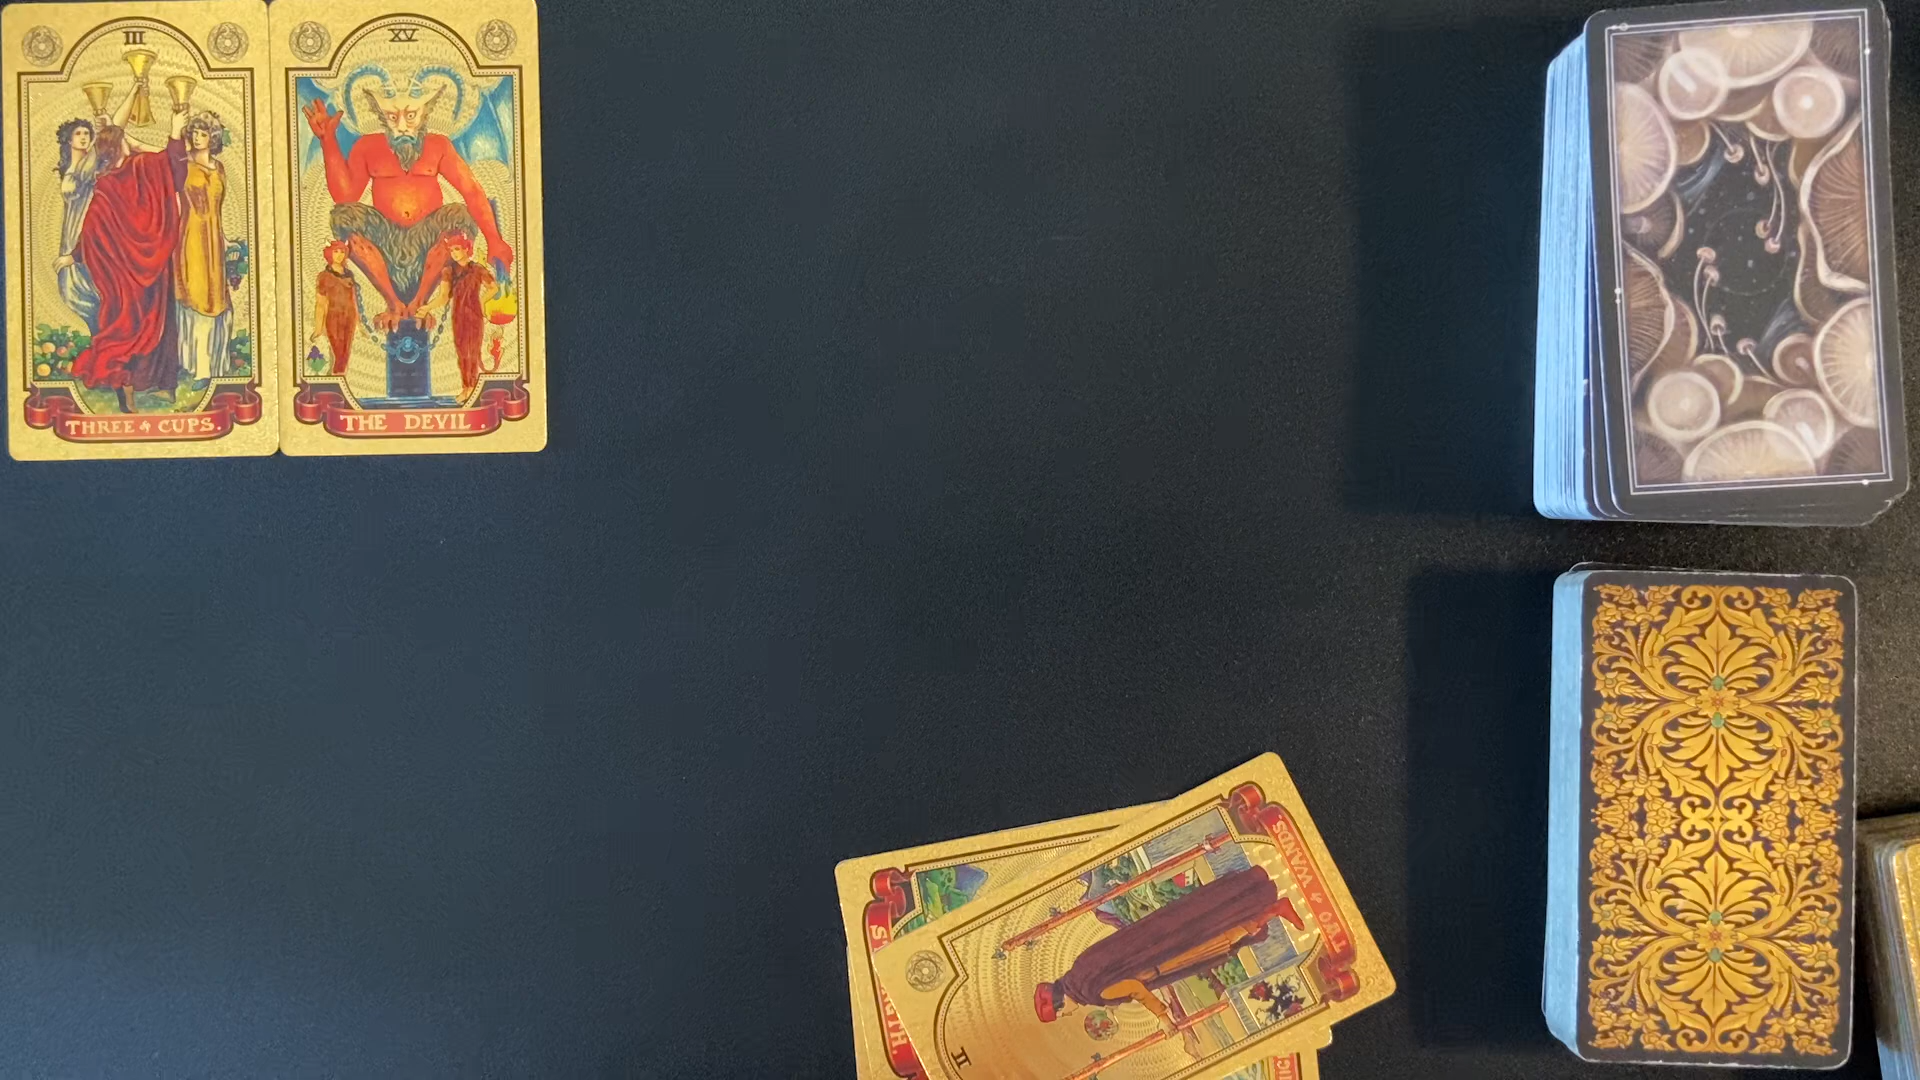 III
THREE of CUPS.
XV
THE DEVIL.
TWO of WANDS.
II